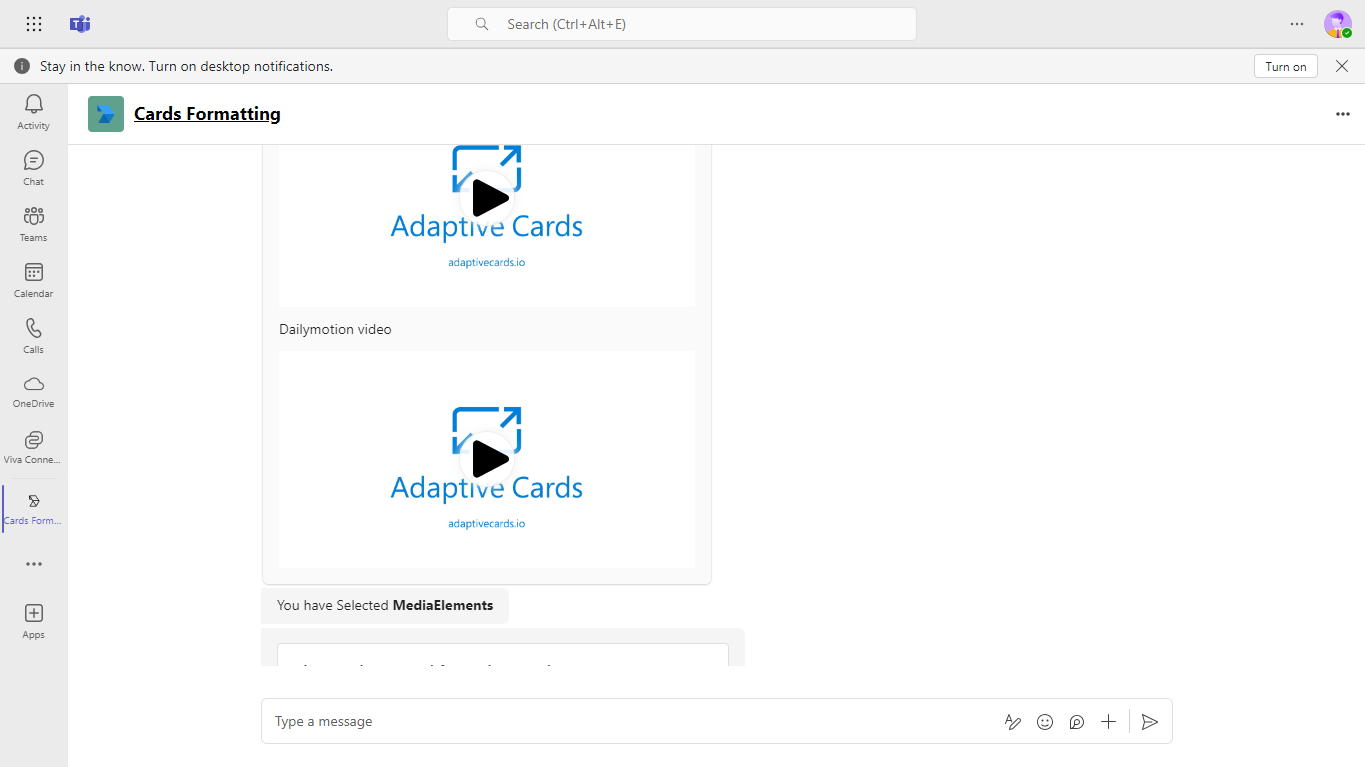 Search (Ctrl+Alt+E)
Stay in the know. Turn on desktop notifications.
Turn on
Activity
Chat
Teams
Calendar
Calls
OneDrive
Viva Conne...
Cards Form...
Apps
Cards Formatting
Adaptive Cards
adaptivecards.io
Dailymotion video
Adaptive Cards
adaptivecards.io
You have Selected MediaElements
Type a message